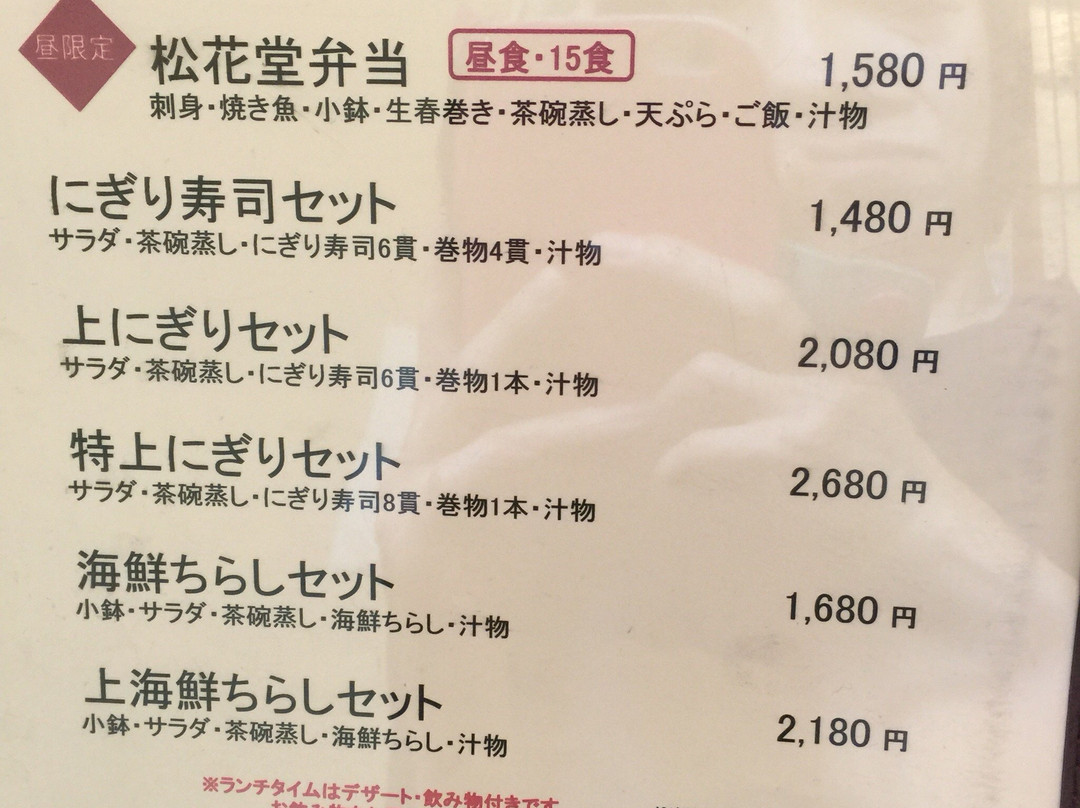 昼限定
松花堂弁当 昼食・15食 1,580 円
刺身・焼き魚・小鉢・生春巻き・茶碗蒸し・天ぷら・ご飯・汁物
にぎり寿司セット 1,480 円
サラダ・茶碗蒸し・にぎり寿司6貫・巻物4貫・汁物
上にぎりセット 2,080 円
サラダ・茶碗蒸し・にぎり寿司6貫・巻物1本・汁物
特上にぎりセット 2,680 円
サラダ・茶碗蒸し・にぎり寿司8貫・巻物1本・汁物
海鮮ちらしセット 1,680 円
小鉢・サラダ・茶碗蒸し・海鮮ちらし・汁物
上海鮮ちらしセット 2,180 円
小鉢・サラダ・茶碗蒸し・海鮮ちらし・汁物
※ランチタイムはデザート・飲み物付きです